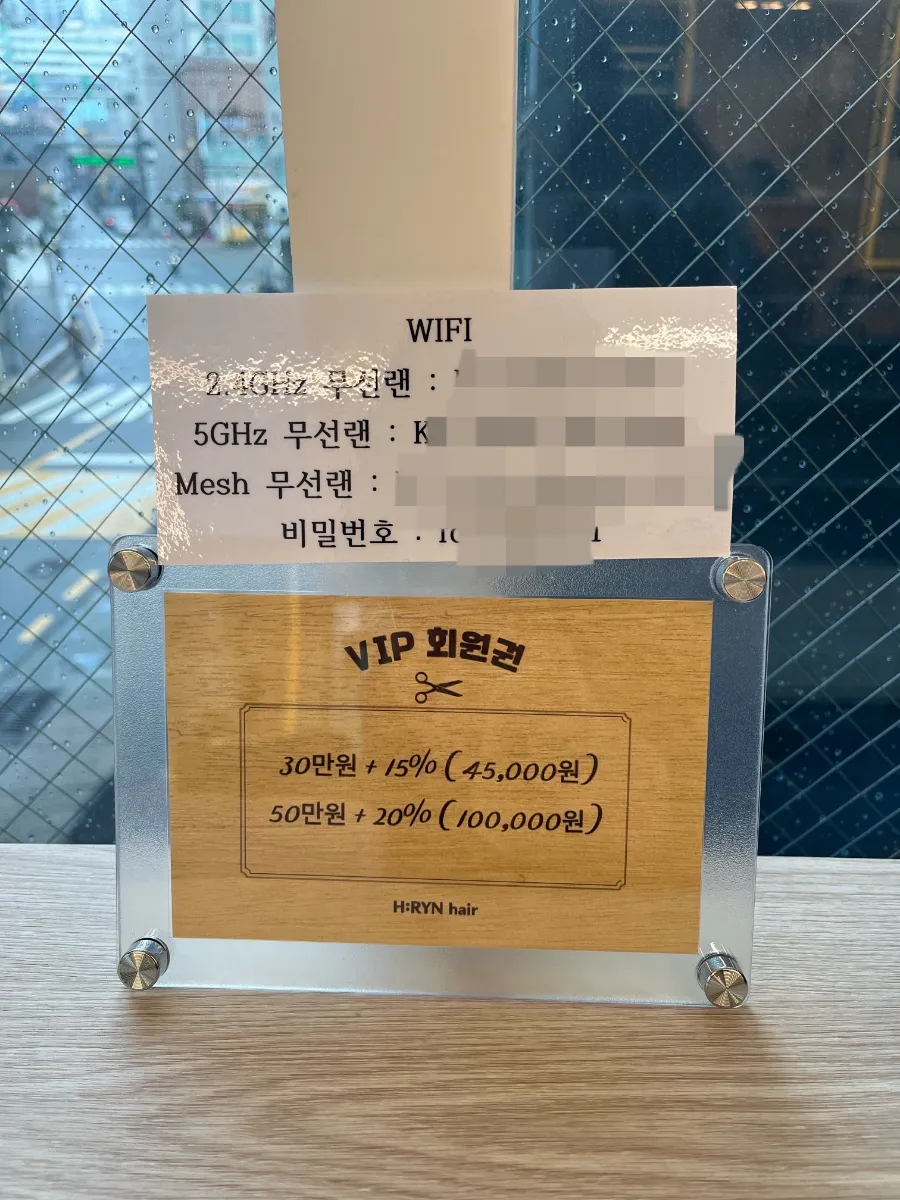 WIFI
2.4GHz 무선랜 :
5GHz 무선랜 : K
Mesh 무선랜 :
비밀번호 :
VIP 회원권
30만원 + 15% ( 45,000원 )
50만원 + 20% ( 100,000원 )
H:RYN hair